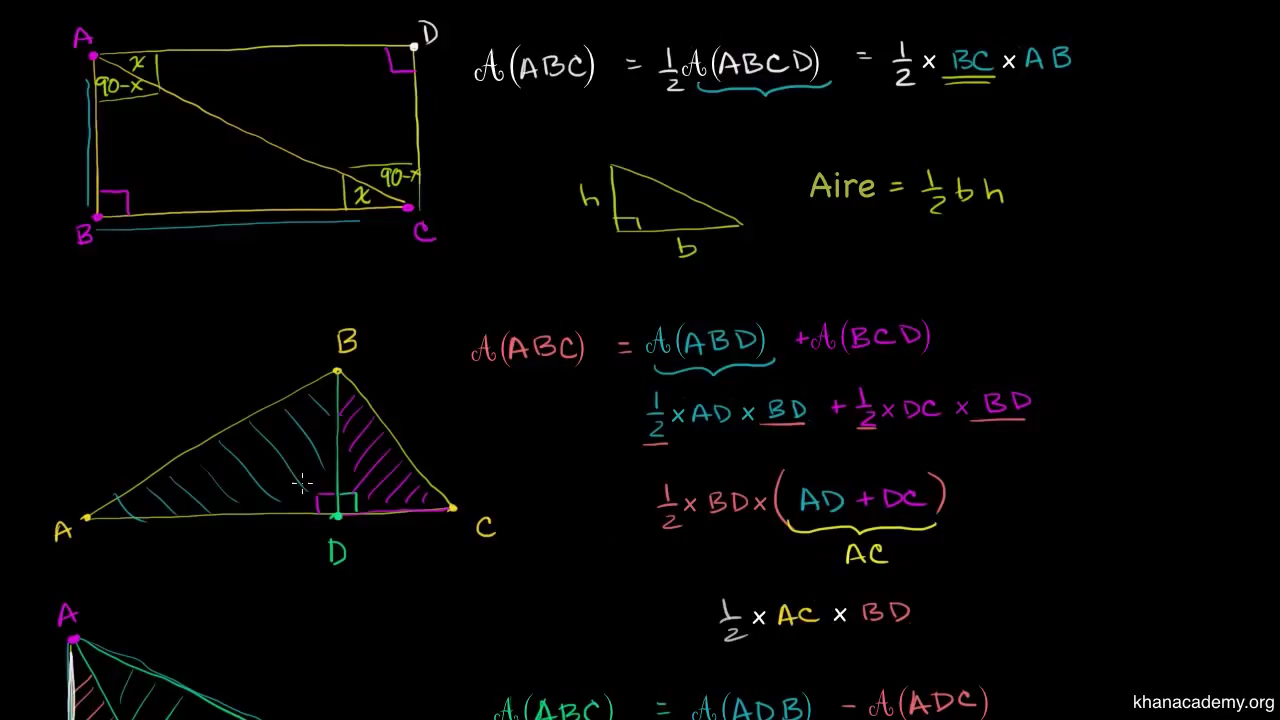 A
D
x
90-x
90-x
x
B
C
𝒜(ABC) = 1/2 𝒜(ABCD) = 1/2 × BC × AB
h
b
Aire = 1/2 b h
B
A
D
C
𝒜(ABC) = 𝒜(ABD) + 𝒜(BCD)
1/2 × AD × BD + 1/2 × DC × BD
1/2 × BD × (AD + DC)
AC
1/2 × AC × BD
A
𝒜(ABC) = 𝒜(ADB) - 𝒜(ADC)
khanacademy.org